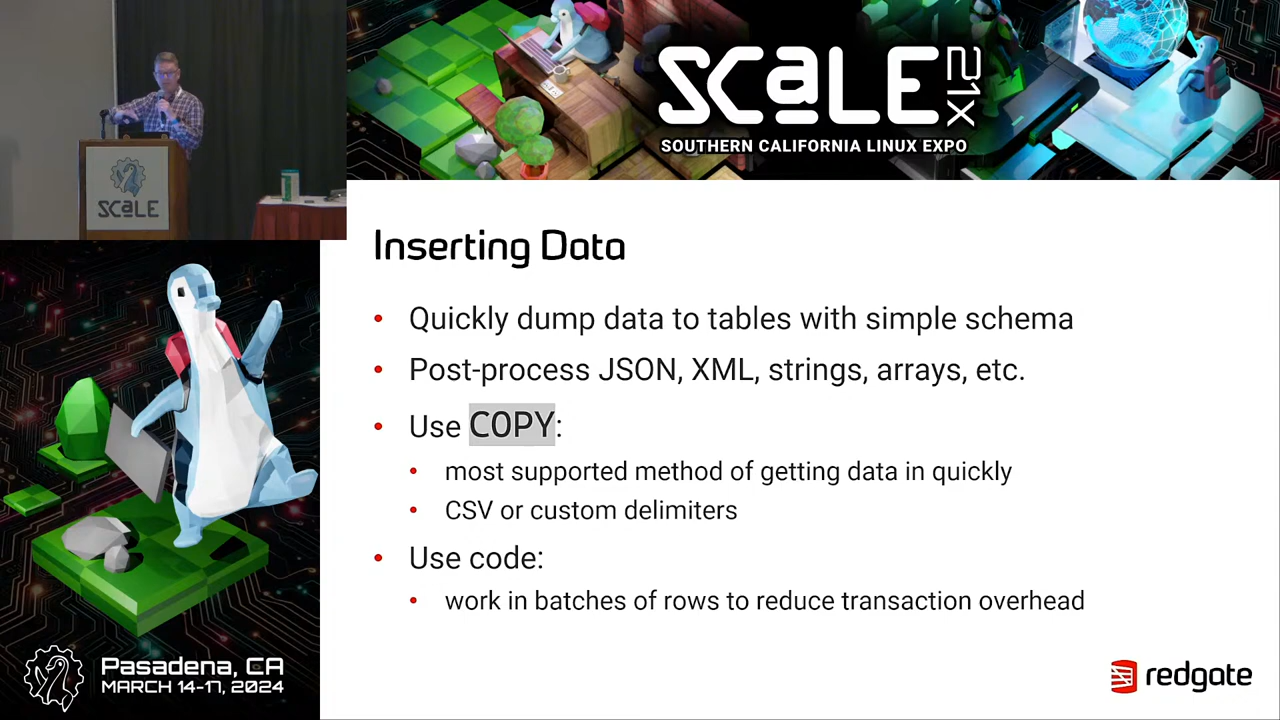 SCaLE 21X
SOUTHERN CALIFORNIA LINUX EXPO
SCaLE
Inserting Data
• Quickly dump data to tables with simple schema
• Post-process JSON, XML, strings, arrays, etc.
• Use COPY:
• most supported method of getting data in quickly
• CSV or custom delimiters
• Use code:
• work in batches of rows to reduce transaction overhead
Pasadena, CA
MARCH 14-17, 2024
redgate